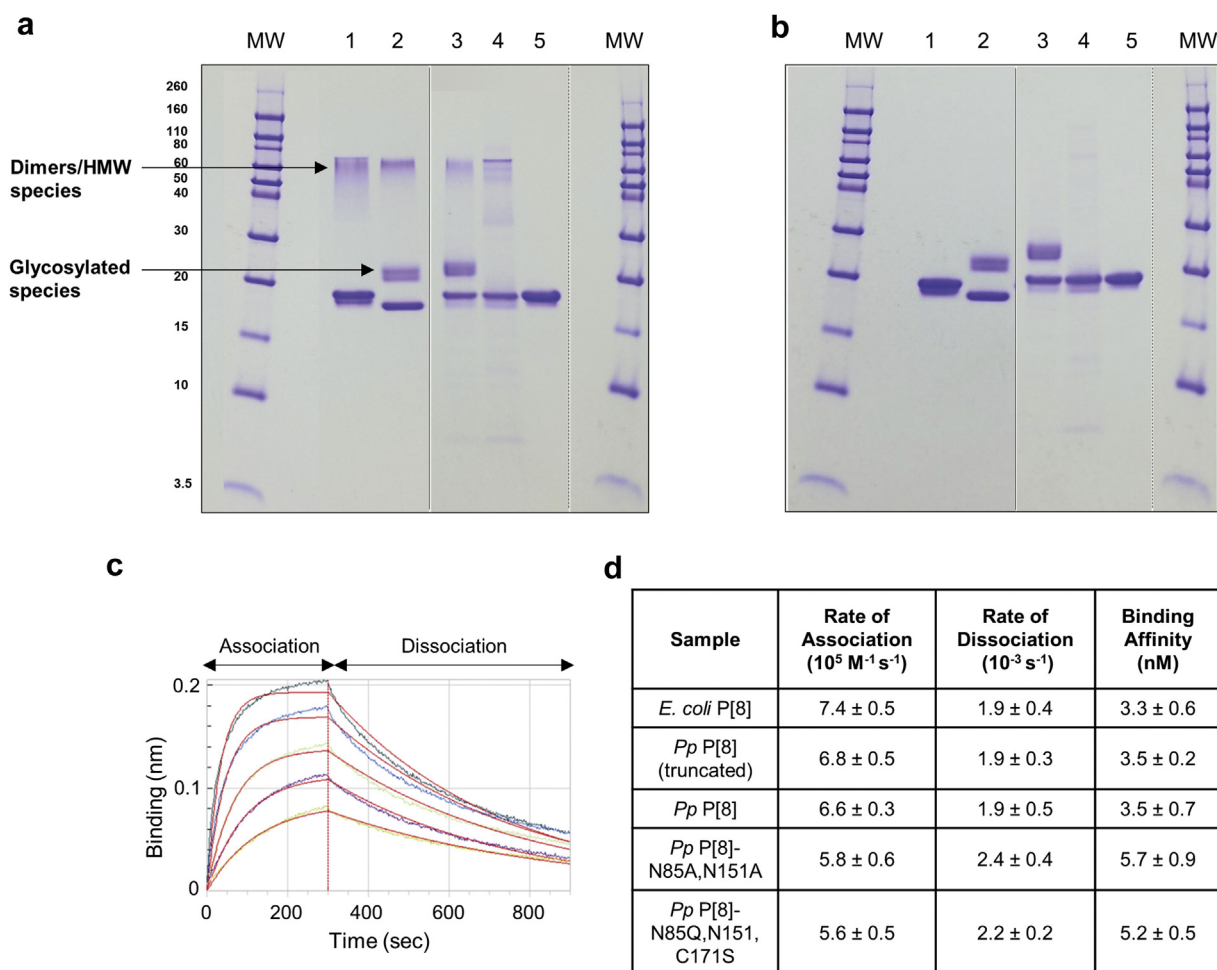 a
MW 1 2 3 4 5 MW
260
160
110
80
60
50
40
30
20
15
10
3.5
Dimers/HMW
species
Glycosylated
species
b
MW 1 2 3 4 5 MW
c
Association Dissociation
Binding (nm)
0.2
0.1
0
0 200 400 600 800
Time (sec)
d
Sample Rate of Association (10⁵ M⁻¹ s⁻¹) Rate of Dissociation (10⁻³ s⁻¹) Binding Affinity (nM)
E. coli P[8] 7.4 ± 0.5 1.9 ± 0.4 3.3 ± 0.6
Pp P[8] (truncated) 6.8 ± 0.5 1.9 ± 0.3 3.5 ± 0.2
Pp P[8] 6.6 ± 0.3 1.9 ± 0.5 3.5 ± 0.7
Pp P[8]- N85A,N151A 5.8 ± 0.6 2.4 ± 0.4 5.7 ± 0.9
Pp P[8]- N85Q,N151, C171S 5.6 ± 0.5 2.2 ± 0.2 5.2 ± 0.5